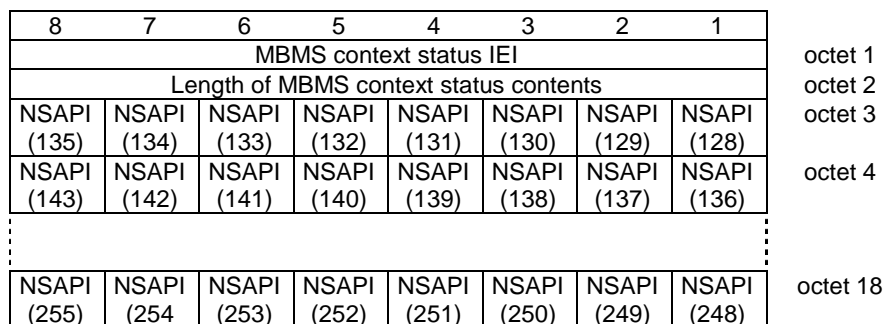 8 7 6 5 4 3 2 1
MBMS context status IEI octet 1
Length of MBMS context status contents octet 2
NSAPI NSAPI NSAPI NSAPI NSAPI NSAPI NSAPI NSAPI octet 3
(135) (134) (133) (132) (131) (130) (129) (128)
NSAPI NSAPI NSAPI NSAPI NSAPI NSAPI NSAPI NSAPI octet 4
(143) (142) (141) (140) (139) (138) (137) (136)
NSAPI NSAPI NSAPI NSAPI NSAPI NSAPI NSAPI NSAPI octet 18
(255) (254 (253) (252) (251) (250) (249) (248)